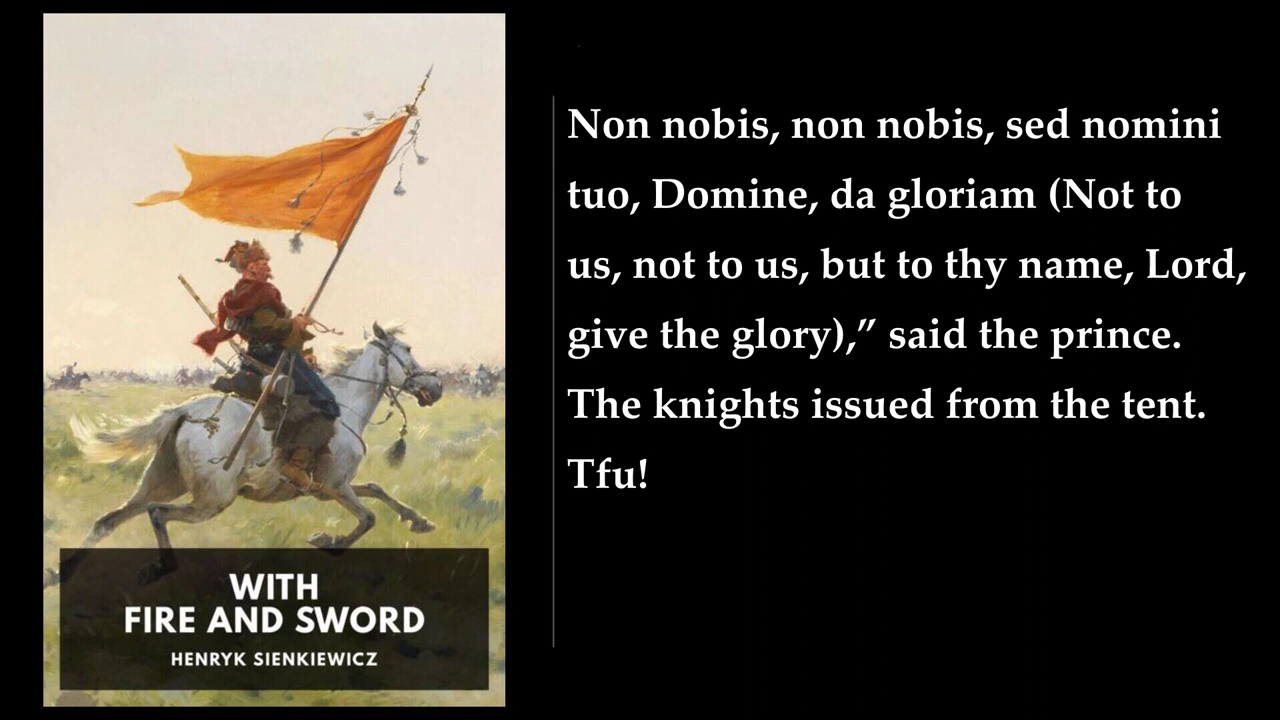 Non nobis, non nobis, sed nomini
tuo, Domine, da gloriam (Not to
us, not to us, but to thy name, Lord,
give the glory),” said the prince.
The knights issued from the tent.
Tfu!
WITH
FIRE AND SWORD
HENRYK SIENKIEWICZ